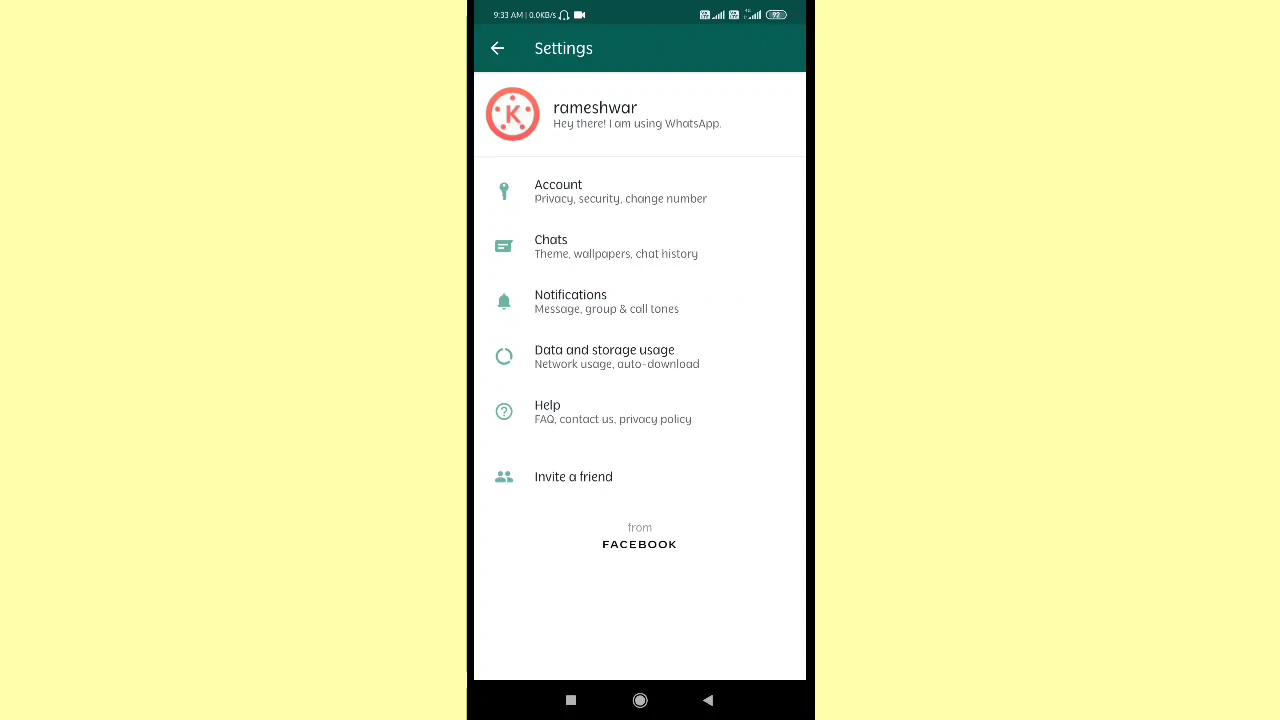 9:33 AM | 0.0KB/s 92
Settings
K
rameshwar
Hey there! I am using WhatsApp.
Account
Privacy, security, change number
Chats
Theme, wallpapers, chat history
Notifications
Message, group & call tones
Data and storage usage
Network usage, auto-download
Help
FAQ, contact us, privacy policy
Invite a friend
from
FACEBOOK